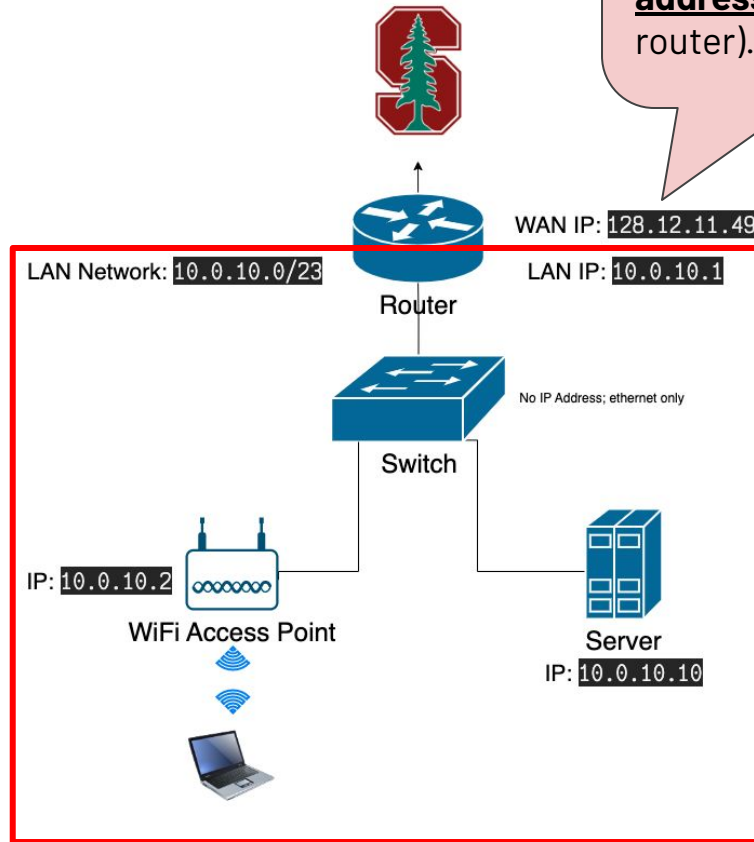 address
router).
S
WAN IP: 128.12.11.49
LAN Network: 10.0.10.0/23
LAN IP: 10.0.10.1
Router
No IP Address; ethernet only
Switch
IP: 10.0.10.2
WiFi Access Point
Server
IP: 10.0.10.10